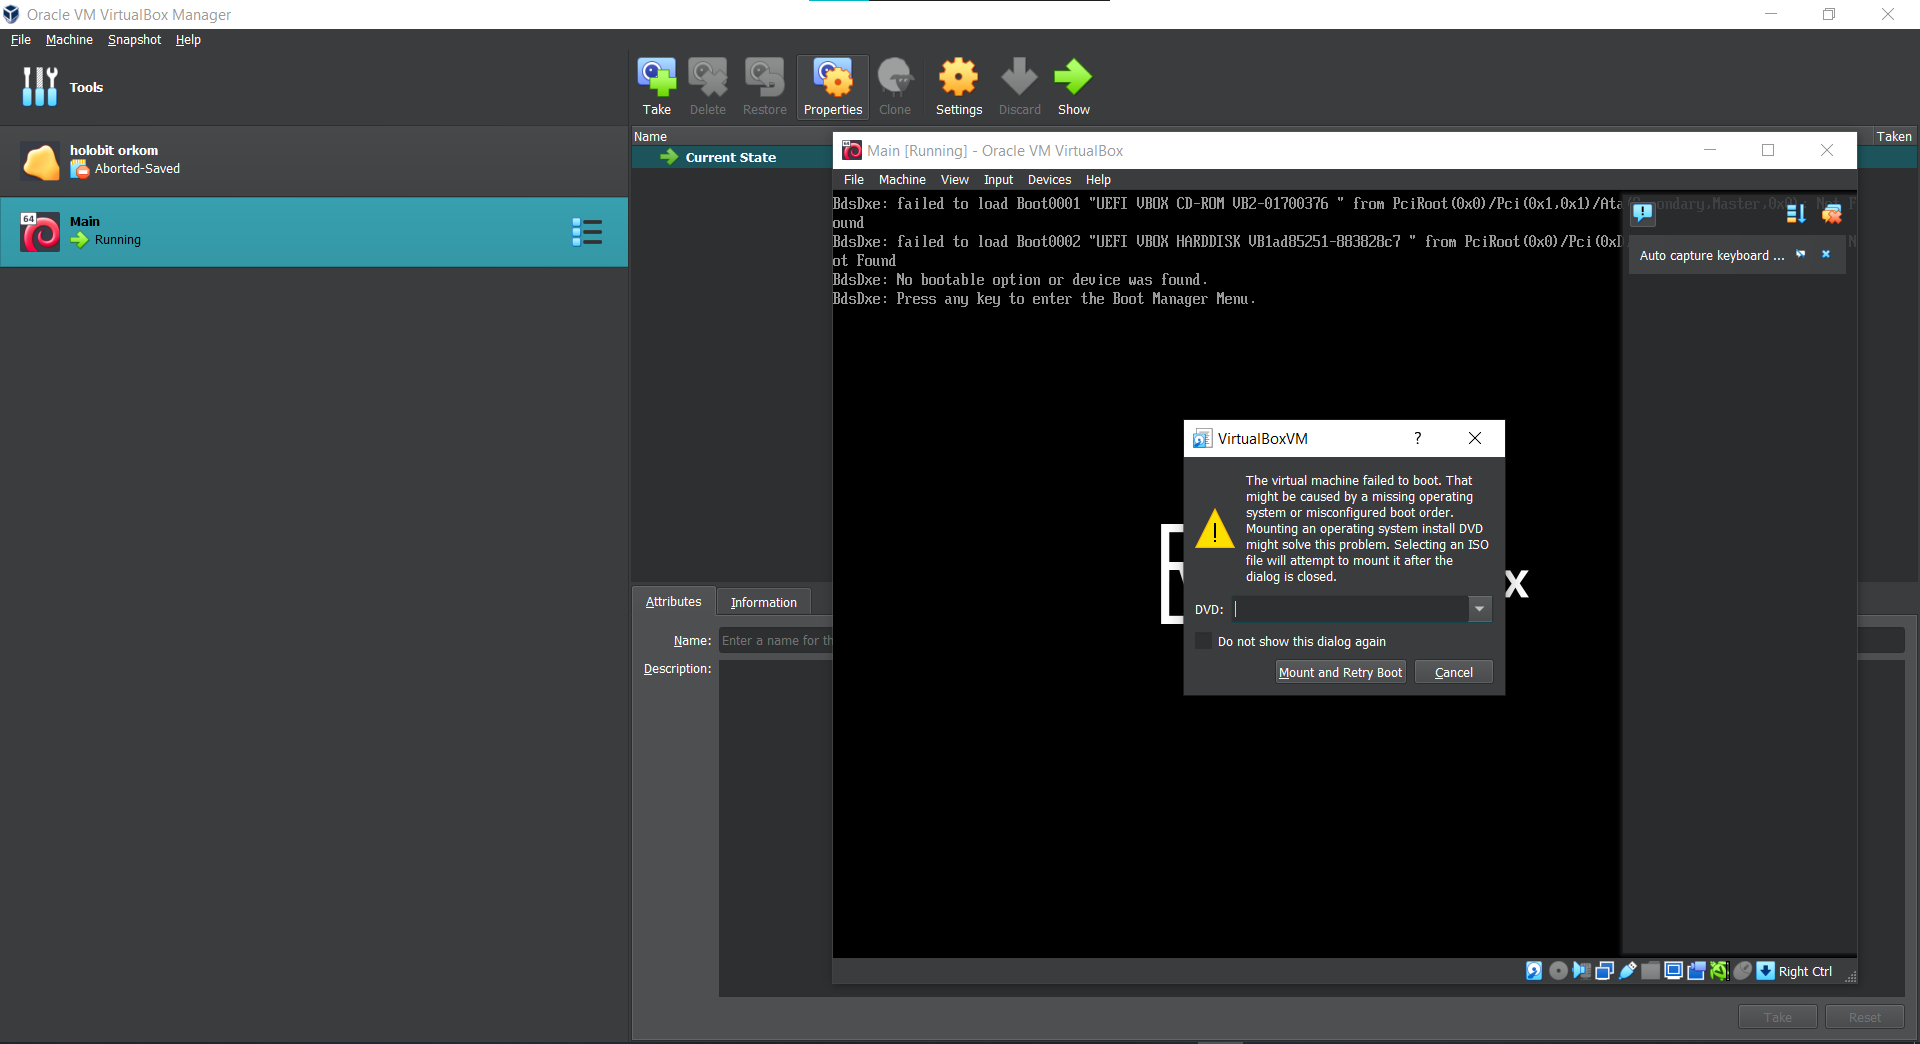 Oracle VM VirtualBox Manager
File Machine Snapshot Help
Tools
Take Delete Restore Properties Clone Settings Discard Show
holobit orkom
Aborted-Saved
64
Main
Running
Name Taken
Current State
Main [Running] - Oracle VM VirtualBox
File Machine View Input Devices Help
BdsDxe: failed to load Boot0001 "UEFI VBOX CD-ROM VB2-01700376 " from PciRoot(0x0)/Pci(0x1,0x1)/Ata(Secondary,Master,0x0): Not F
ound
BdsDxe: failed to load Boot0002 "UEFI VBOX HARDDISK VB1ad85251-883828c7 " from PciRoot(0x0)/Pci(0xD N
ot Found
BdsDxe: No bootable option or device was found.
BdsDxe: Press any key to enter the Boot Manager Menu.
Auto capture keyboard ...
VirtualBoxVM
The virtual machine failed to boot. That
might be caused by a missing operating
system or misconfigured boot order.
Mounting an operating system install DVD
might solve this problem. Selecting an ISO
file will attempt to mount it after the
dialog is closed.
x
DVD:
Do not show this dialog again
Mount and Retry Boot Cancel
Attributes Information
Name: Enter a name for th
Description:
Right Ctrl
Take Reset